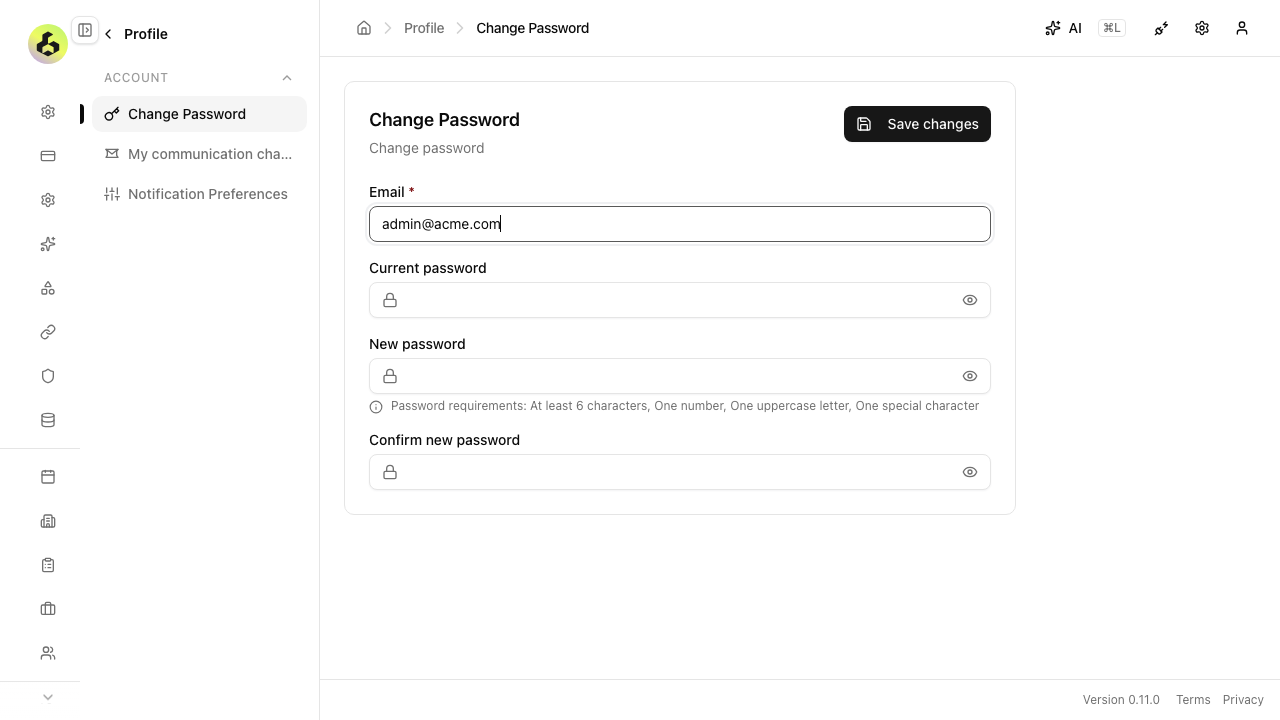 Profile
ACCOUNT
Change Password
My communication cha...
Notification Preferences
Profile
Change Password
AI
⌘L
Change Password
Change password
Save changes
Email *
admin@acme.com
Current password
New password
Password requirements: At least 6 characters, One number, One uppercase letter, One special character
Confirm new password
Version 0.11.0
Terms
Privacy